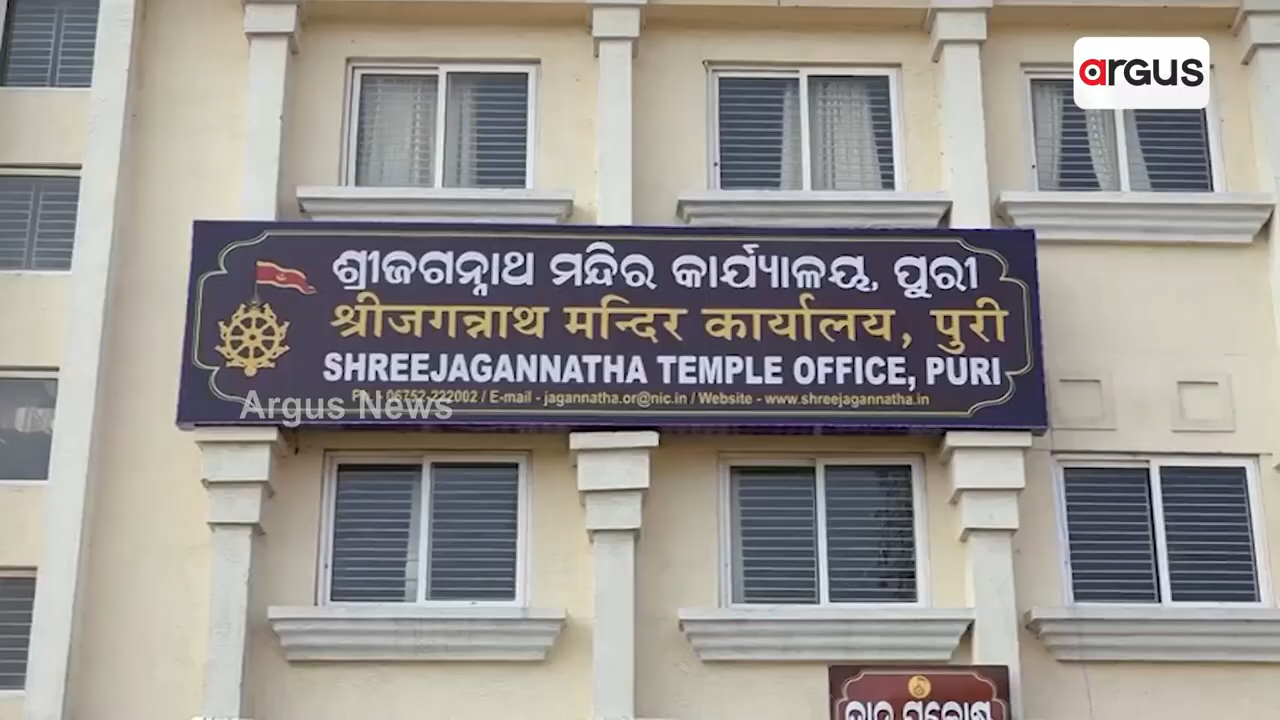 argus
ଶ୍ରୀଜଗନ୍ନାଥ ମନ୍ଦିର କାର୍ଯ୍ୟାଳୟ, ପୁରୀ
श्रीजगन्नाथ मन्दिर कार्यालय, पुरी
SHREEJAGANNATHA TEMPLE OFFICE, PURI
Ph. : 06752-222002 / E-mail - jagannatha.or@nic.in / Website - www.shreejagannatha.in
Argus News